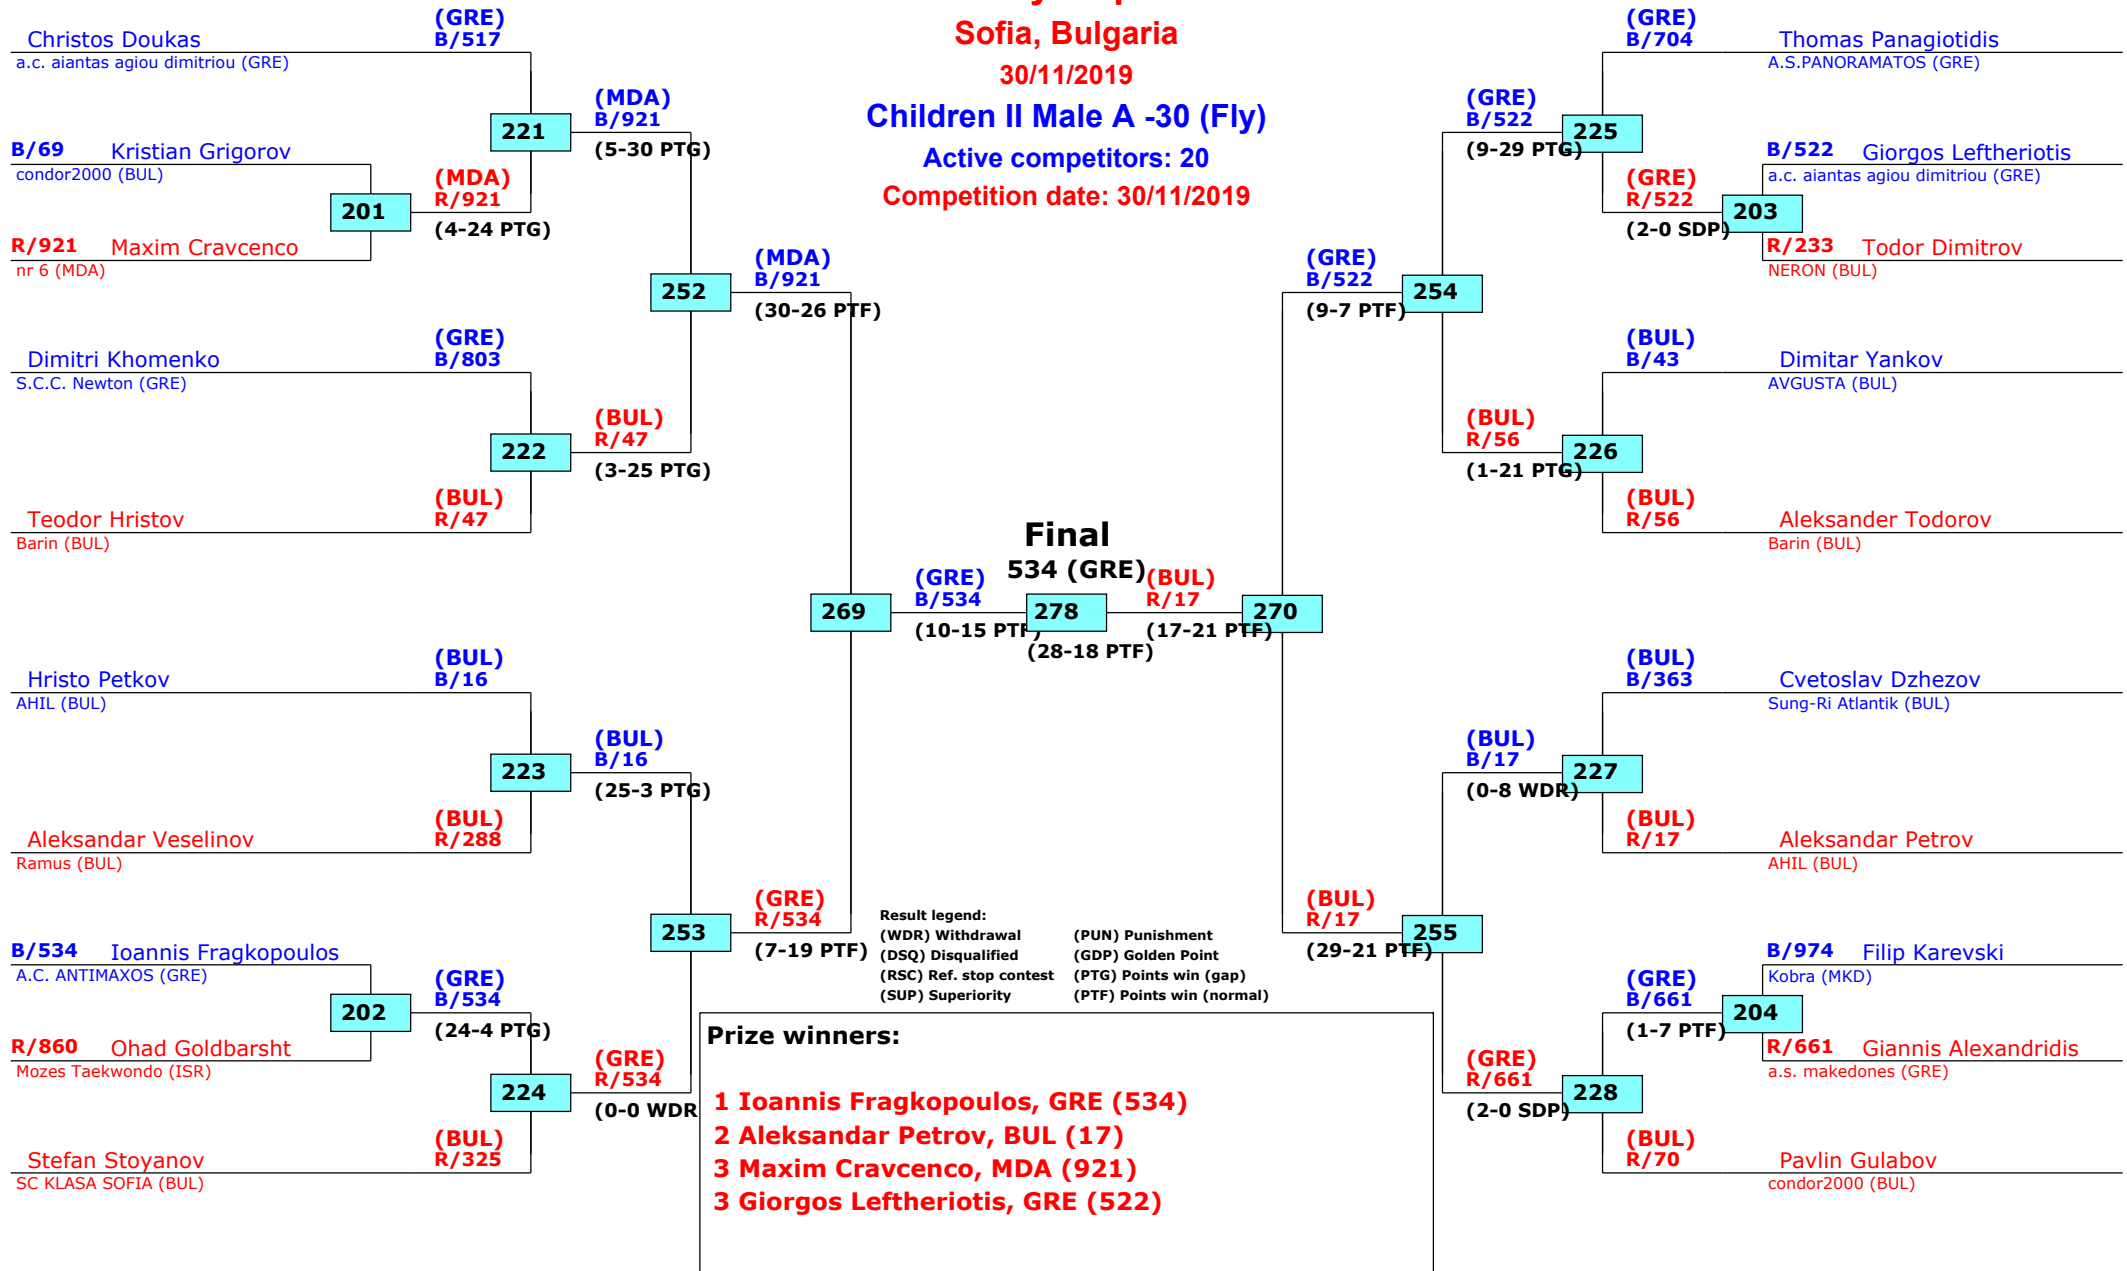 Sofia, Bulgaria
30/11/2019
Children II Male A -30 (Fly)
Active competitors: 20
Competition date: 30/11/2019
Christos Doukas
a.c. aiantas agiou dimitriou (GRE)
(GRE)
B/517
B/69 Kristian Grigorov
condor2000 (BUL)
201
R/921 Maxim Cravcenco
nr 6 (MDA)
(MDA)
R/921
(4-24 PTG)
221
(MDA)
B/921
(5-30 PTG)
Dimitri Khomenko
S.C.C. Newton (GRE)
(GRE)
B/803
222
Teodor Hristov
Barin (BUL)
(BUL)
R/47
(BUL)
R/47
(3-25 PTG)
252
(MDA)
B/921
(30-26 PTF)
Hristo Petkov
AHIL (BUL)
(BUL)
B/16
223
Aleksandar Veselinov
Ramus (BUL)
(BUL)
R/288
(BUL)
B/16
(25-3 PTG)
B/534 Ioannis Fragkopoulos
A.C. ANTIMAXOS (GRE)
202
R/860 Ohad Goldbarsht
Mozes Taekwondo (ISR)
(GRE)
B/534
(24-4 PTG)
224
Stefan Stoyanov
SC KLASA SOFIA (BUL)
(BUL)
R/325
(GRE)
R/534
(0-0 WDR
253
(GRE)
R/534
(7-19 PTF)
269
(GRE)
B/534
(10-15 PTF)
Final
534 (GRE)
278
(28-18 PTF)
(BUL)
R/17
(17-21 PTF)
270
(GRE)
B/522
(9-7 PTF)
254
(GRE)
B/522
(9-29 PTG)
225
(GRE)
B/704
Thomas Panagiotidis
A.S.PANORAMATOS (GRE)
(GRE)
R/522
(2-0 SDP)
203
B/522 Giorgos Leftheriotis
a.c. aiantas agiou dimitriou (GRE)
R/233 Todor Dimitrov
NERON (BUL)
(BUL)
R/56
(1-21 PTG)
226
(BUL)
B/43
Dimitar Yankov
AVGUSTA (BUL)
(BUL)
R/56
Aleksander Todorov
Barin (BUL)
(BUL)
R/17
(29-21 PTF)
255
(BUL)
B/17
(0-8 WDR)
227
(BUL)
B/363
Cvetoslav Dzhezov
Sung-Ri Atlantik (BUL)
(BUL)
R/17
Aleksandar Petrov
AHIL (BUL)
(GRE)
R/661
(2-0 SDP)
228
(GRE)
B/661
(1-7 PTF)
204
B/974 Filip Karevski
Kobra (MKD)
R/661 Giannis Alexandridis
a.s. makedones (GRE)
(BUL)
R/70
Pavlin Gulabov
condor2000 (BUL)
Result legend:
(WDR) Withdrawal (PUN) Punishment
(DSQ) Disqualified (GDP) Golden Point
(RSC) Ref. stop contest (PTG) Points win (gap)
(SUP) Superiority (PTF) Points win (normal)
Prize winners:
1 Ioannis Fragkopoulos, GRE (534)
2 Aleksandar Petrov, BUL (17)
3 Maxim Cravcenco, MDA (921)
3 Giorgos Leftheriotis, GRE (522)